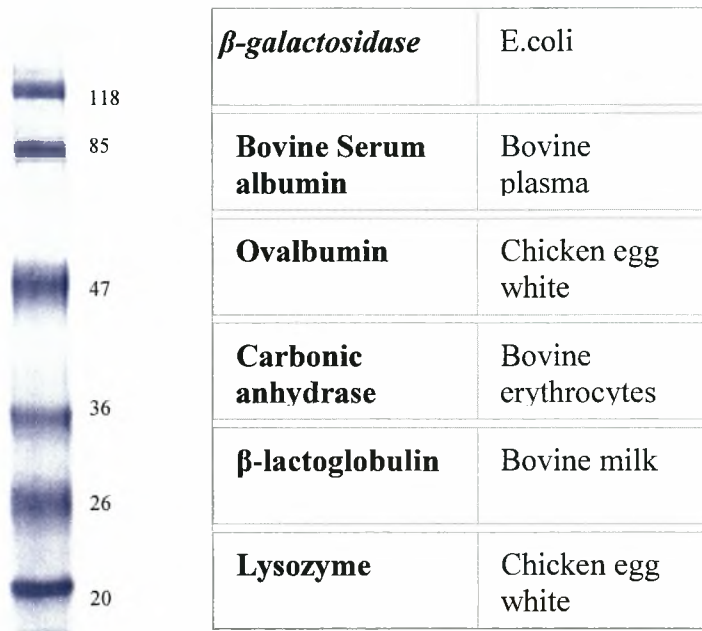 118
85
47
36
26
20
β-galactosidase E.coli
Bovine Serum Bovine
albumin plasma
Ovalbumin Chicken egg
white
Carbonic Bovine
anhydrase erythrocytes
β-lactoglobulin Bovine milk
Lysozyme Chicken egg
white